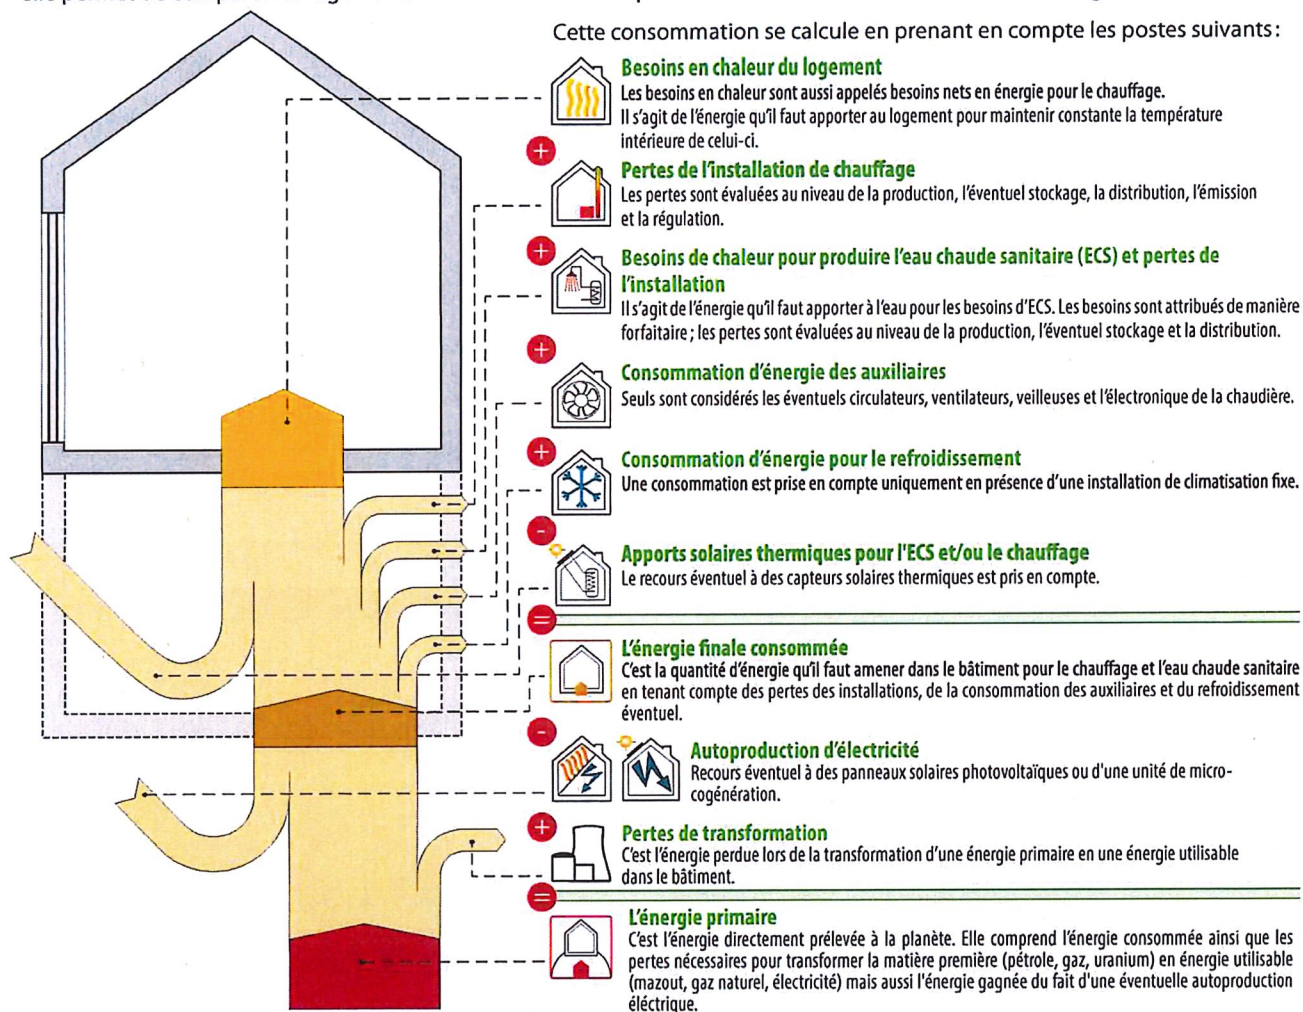 Cette consommation se calcule en prenant en compte les postes suivants :
Besoins en chaleur du logement
Les besoins en chaleur sont aussi appelés besoins nets en énergie pour le chauffage.
Il s'agit de l'énergie qu'il faut apporter au logement pour maintenir constante la température
intérieure de celui-ci.
+
Pertes de l'installation de chauffage
Les pertes sont évaluées au niveau de la production, l'éventuel stockage, la distribution, l'émission
et la régulation.
+
Besoins de chaleur pour produire l'eau chaude sanitaire (ECS) et pertes de
l'installation
Il s'agit de l'énergie qu'il faut apporter à l'eau pour les besoins d'ECS. Les besoins sont attribués de manière
forfaitaire ; les pertes sont évaluées au niveau de la production, l'éventuel stockage et la distribution.
+
Consommation d'énergie des auxiliaires
Seuls sont considérés les éventuels circulateurs, ventilateurs, veilleuses et l'électronique de la chaudière.
+
Consommation d'énergie pour le refroidissement
Une consommation est prise en compte uniquement en présence d'une installation de climatisation fixe.
-
Apports solaires thermiques pour l'ECS et/ou le chauffage
Le recours éventuel à des capteurs solaires thermiques est pris en compte.
=
L'énergie finale consommée
C'est la quantité d'énergie qu'il faut amener dans le bâtiment pour le chauffage et l'eau chaude sanitaire
en tenant compte des pertes des installations, de la consommation des auxiliaires et du refroidissement
éventuel.
-
Autoproduction d'électricité
Recours éventuel à des panneaux solaires photovoltaïques ou d'une unité de micro-
cogénération.
+
Pertes de transformation
C'est l'énergie perdue lors de la transformation d'une énergie primaire en une énergie utilisable
dans le bâtiment.
=
L'énergie primaire
C'est l'énergie directement prélevée à la planète. Elle comprend l'énergie consommée ainsi que les
pertes nécessaires pour transformer la matière première (pétrole, gaz, uranium) en énergie utilisable
(mazout, gaz naturel, électricité) mais aussi l'énergie gagnée du fait d'une éventuelle autoproduction
éléctrique.